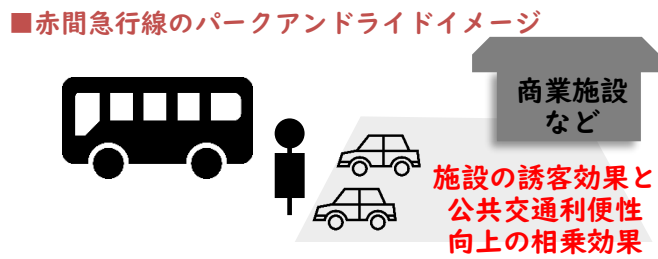 ■赤間急行線のパークアンドライドイメージ
商業施設
など
施設の誘客効果と
公共交通利便性
向上の相乗効果